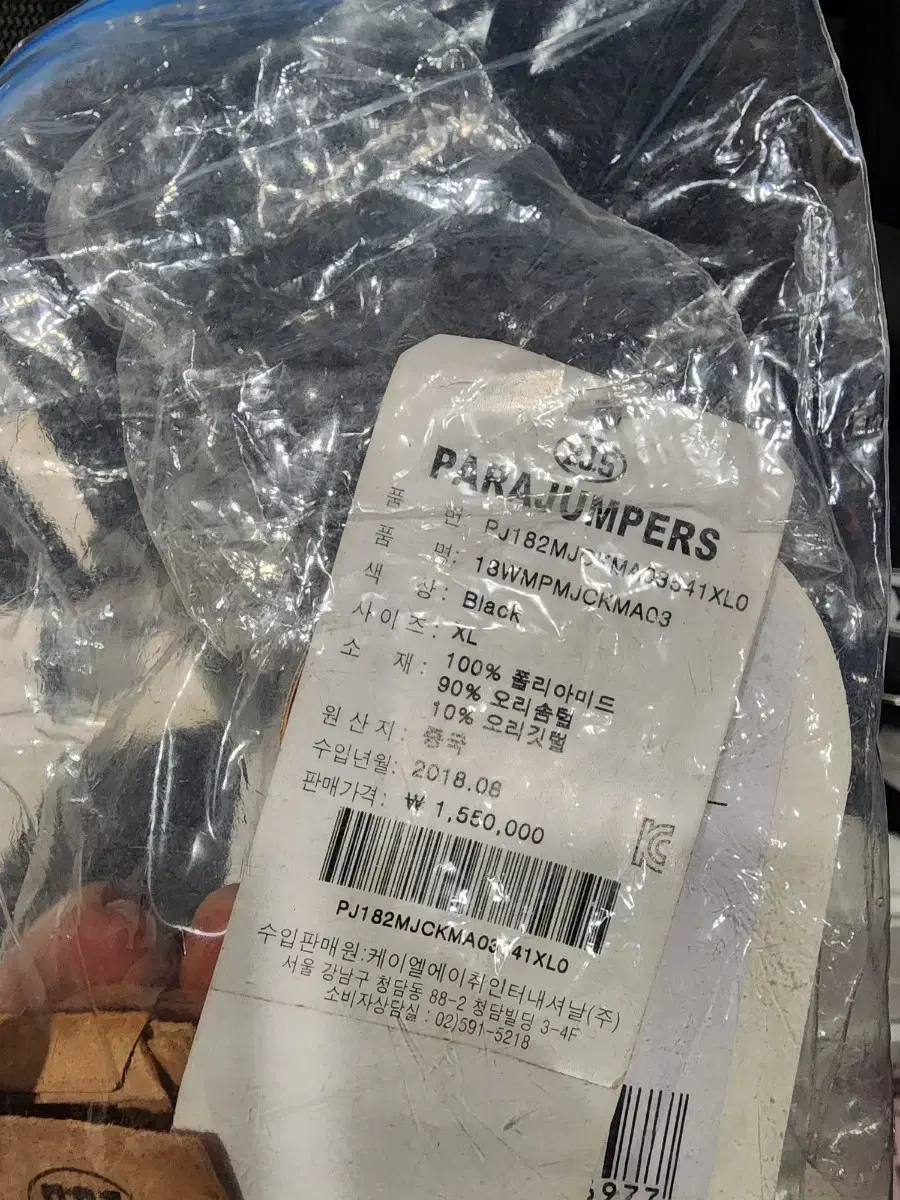 PJS
PARAJUMPERS
품 번: PJ182MJCKMA03541XL0
품 명: 18WMPMJCKMA03
색 상: Black
사이즈: XL
소 재: 100% 폴리아미드
90% 오리솜털
10% 오리깃털
원산지: 중국
수입년월: 2018.08
판매가격: ₩ 1,550,000
PJ182MJCKMA03541XL0
수입판매원:케이엘에이취인터내셔날(주)
서울 강남구 청담동 88-2 청담빌딩 3-4F
소비자상담실 : 02)591-5218
977